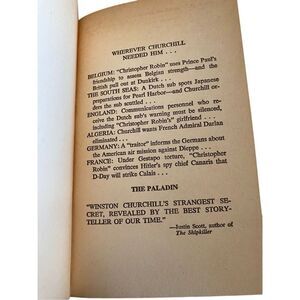 WHEREVER CHURCHILL
NEEDED HIM . . .
BELGIUM: "Christopher Robin" uses Prince Paul's
friendship to assess Belgian strength—and the
British pull out at Dunkirk . . .
THE SOUTH SEAS: A Dutch sub spots Japanese
preparations for Pearl Harbor—and Churchill or-
ders the sub scuttled . . .
ENGLAND: Communications personnel who re-
ceive the Dutch sub's warning must be silenced,
including "Christopher Robin's" girlfriend . . .
ALGERIA: Churchill wants French Admiral Darlan
eliminated . . .
GERMANY: A "traitor" informs the Germans about
the American air mission against Dieppe . . .
FRANCE: Under Gestapo torture, "Christopher
Robin" convinces Hitler's spy chief Canaris that
D-Day will strike Calais . . .
THE PALADIN
"WINSTON CHURCHILL'S STRANGEST SE-
CRET, REVEALED BY THE BEST STORY-
TELLER OF OUR TIME."
—Justin Scott, author of
The Shipkiller